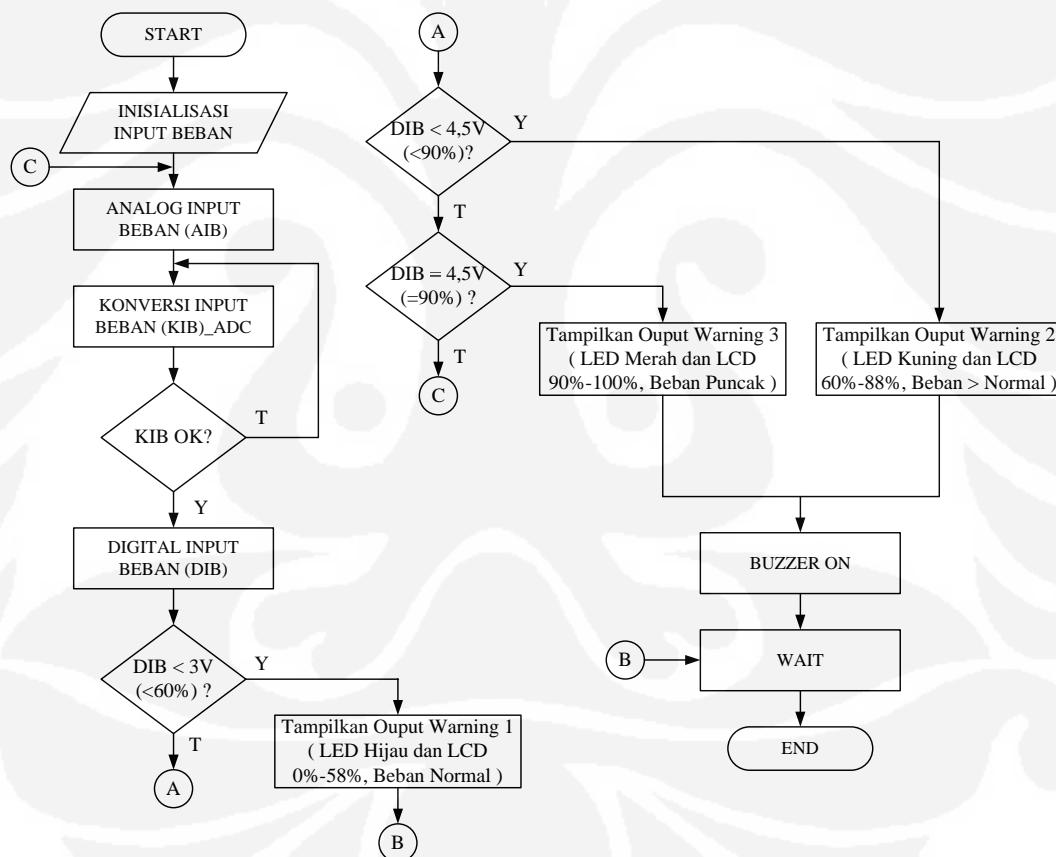 START
INISIALISASI
INPUT BEBAN
C
ANALOG INPUT
BEBAN (AIB)
KONVERSI INPUT
BEBAN (KIB)_ADC
KIB OK?
T
Y
DIGITAL INPUT
BEBAN (DIB)
DIB < 3V
(<60%) ?
Y
T
A
Tampilkan Ouput Warning 1
( LED Hijau dan LCD
0%-58%, Beban Normal )
B
A
DIB < 4,5V
(<90%)?
Y
T
DIB = 4,5V
(=90%) ?
Y
T
C
Tampilkan Ouput Warning 3
( LED Merah dan LCD
90%-100%, Beban Puncak )
Tampilkan Ouput Warning 2
( LED Kuning dan LCD
60%-88%, Beban > Normal )
BUZZER ON
B
WAIT
END